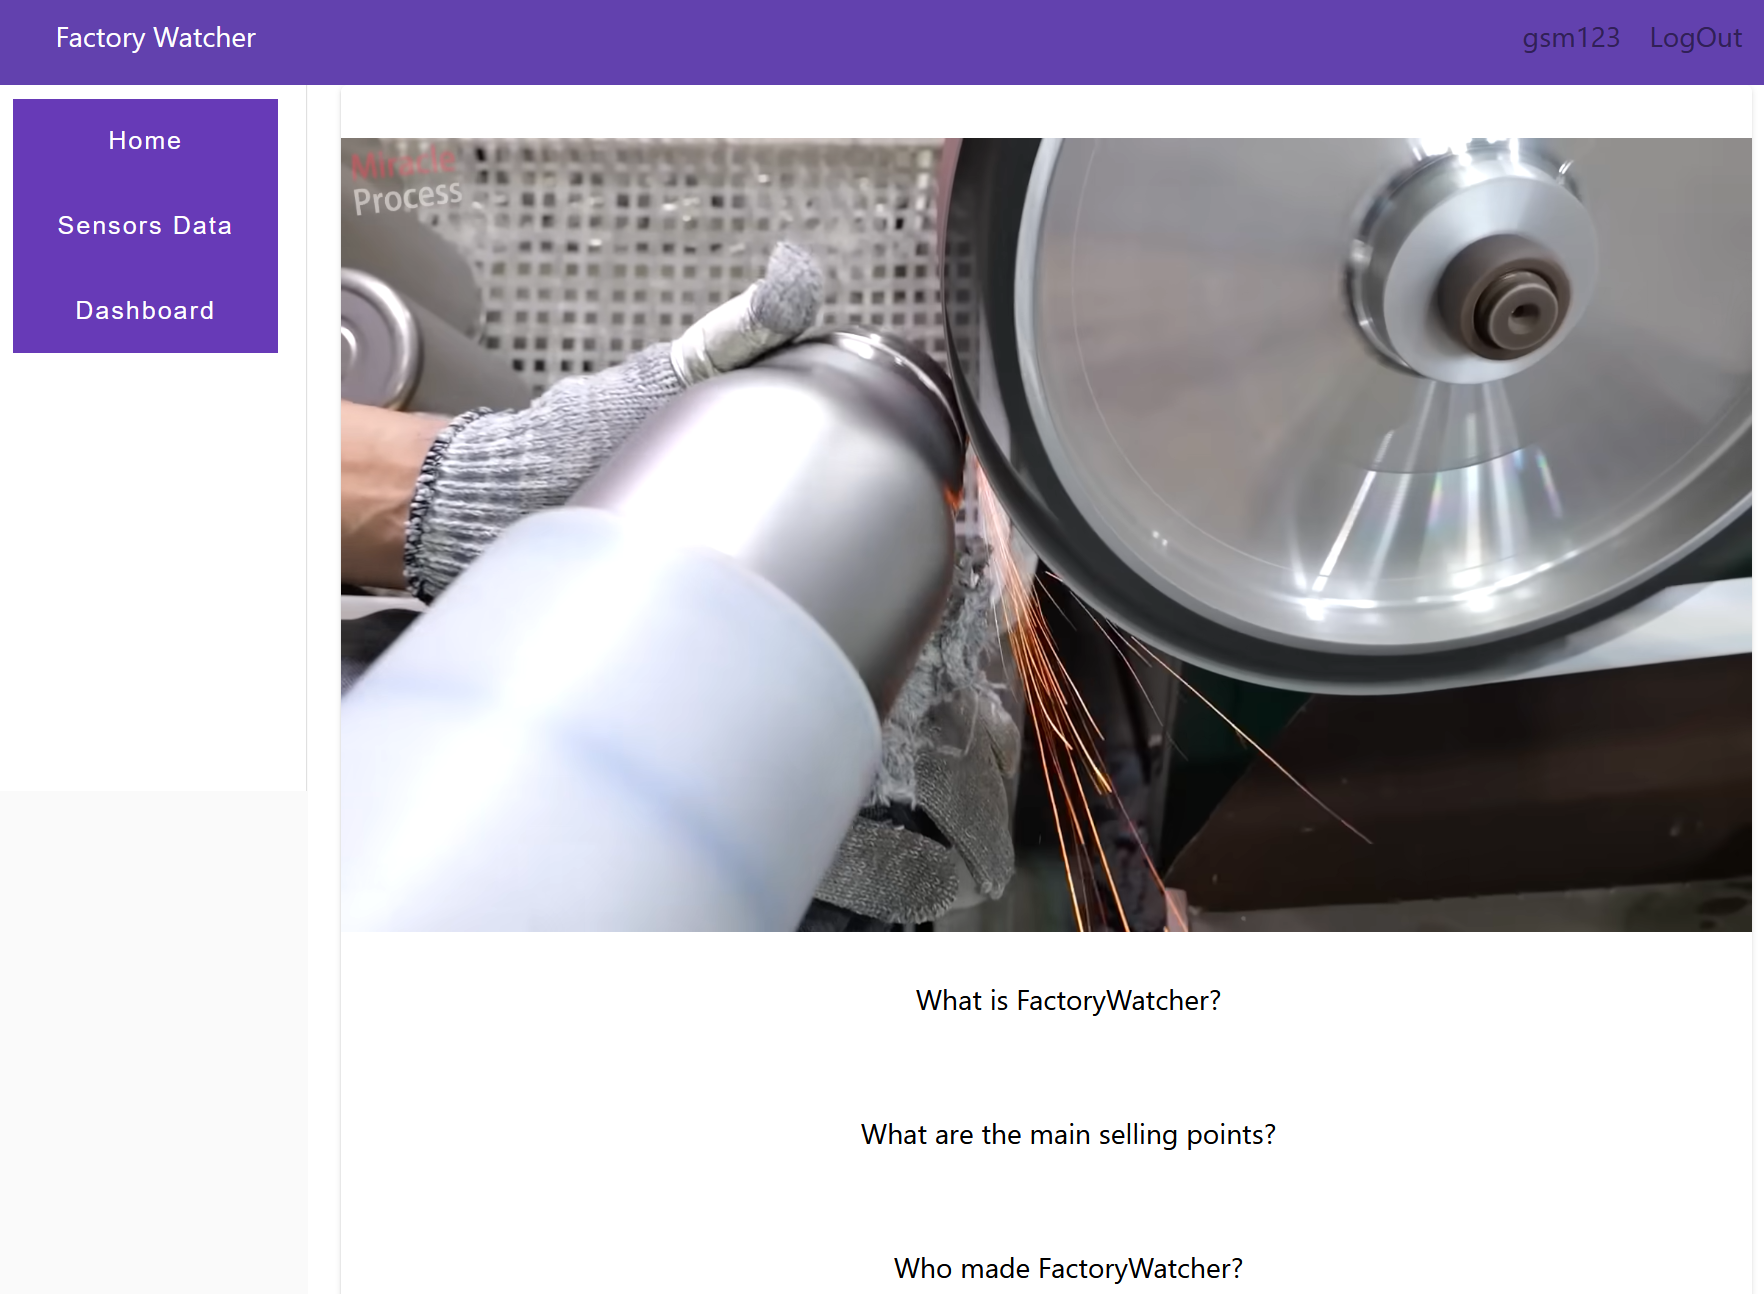 Factory Watcher
gsm123 LogOut
Home
Sensors Data
Dashboard
Miracle
Process
What is FactoryWatcher?
What are the main selling points?
Who made FactoryWatcher?